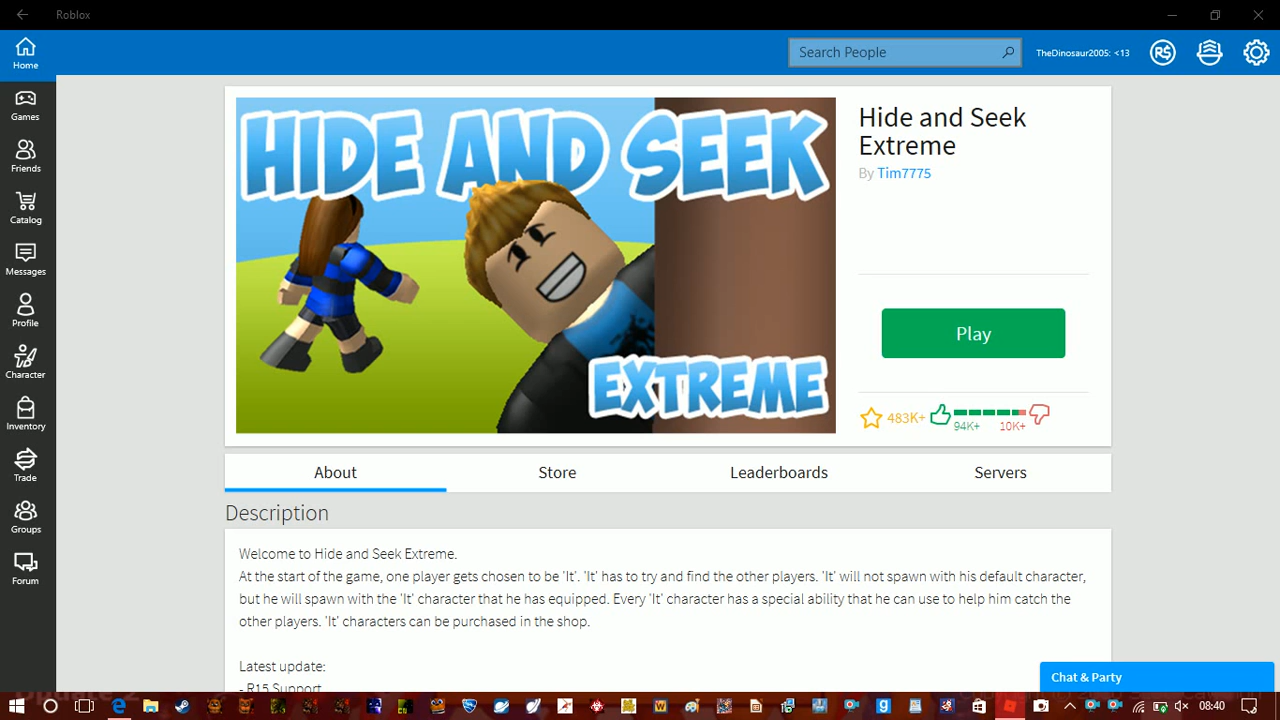 Roblox
Home
Search People
TheDinosaur2005: <13
R$
Games
Friends
Catalog
Messages
Profile
Character
Inventory
Trade
Groups
Forum
HIDE AND SEEK
EXTREME
Hide and Seek
Extreme
By Tim7775
Play
483K+
94K+
10K+
About
Store
Leaderboards
Servers
Description
Welcome to Hide and Seek Extreme.
At the start of the game, one player gets chosen to be 'It'. 'It' has to try and find the other players. 'It' will not spawn with his default character,
but he will spawn with the 'It' character that he has equipped. Every 'It' character has a special ability that he can use to help him catch the
other players. 'It' characters can be purchased in the shop.
Latest update:
- R15 Support
Chat & Party
08:40